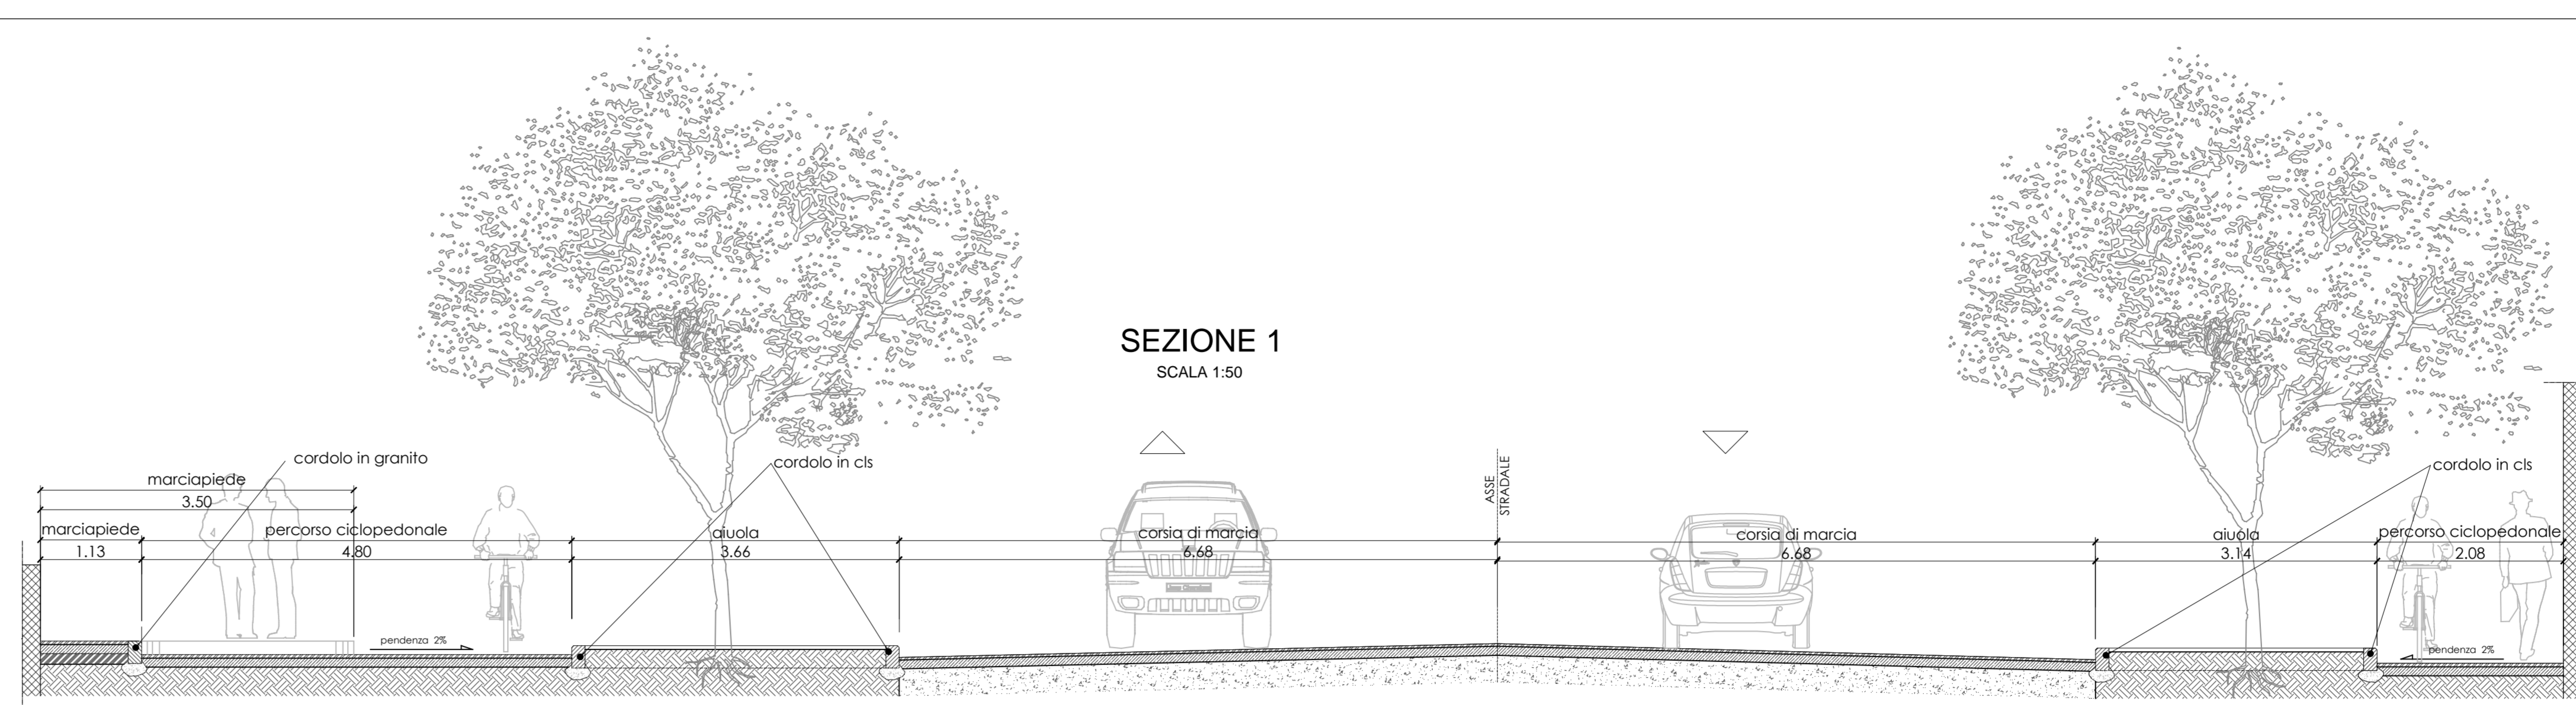 SEZIONE 1
SCALA 1:50
cordolo in granito
marciapiede
3.50
marciapiede
1.13
percorso ciclopedonale
4.80
pendenza 2%
cordolo in cls
aiuola
3.66
corsia di marcia
6.68
ASSE
STRADALE
corsia di marcia
6.68
cordolo in cls
aiuola
3.14
percorso ciclopedonale
2.08
pendenza 2%